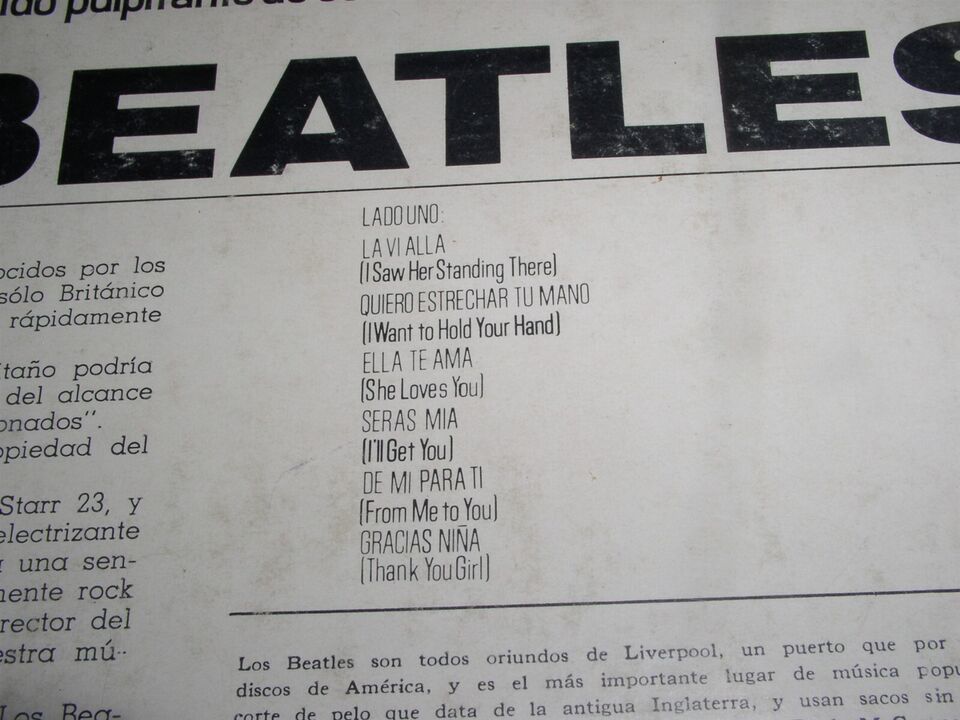 BEATLES
LADO UNO:
LA VI ALLA
(I Saw Her Standing There)
QUIERO ESTRECHAR TU MANO
(I Want to Hold Your Hand)
ELLA TE AMA
(She Loves You)
SERAS MIA
(I'll Get You)
DE MI PARA TI
(From Me to You)
GRACIAS NIÑA
(Thank You Girl)
ocidos por los
sólo Británico
rápidamente
taño podría
del alcance
onados".
opiedad del
Starr 23, y
electrizante
una sen-
mente rock
rector del
estra mú-
Los Bea-
Los Beatles son todos oriundos de Liverpool, un puerto que por
discos de América, y es el más importante lugar de música popu
corte de pelo que data de la antigua Inglaterra, y usan sacos sin